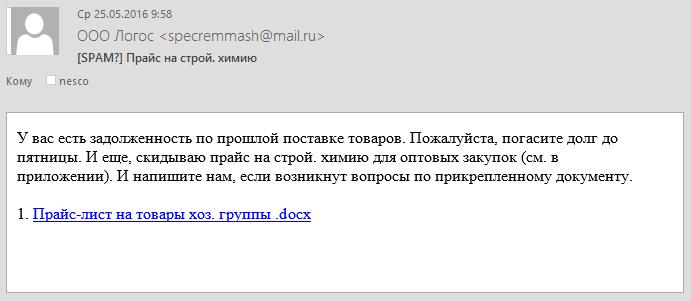 Ср 25.05.2016 9:58
ООО Логос <specremmash@mail.ru>
[SPAM?] Прайс на строй. химию
Кому nesco
У вас есть задолженность по прошлой поставке товаров. Пожалуйста, погасите долг до
пятницы. И еще, скидываю прайс на строй. химию для оптовых закупок (см. в
приложении). И напишите нам, если возникнут вопросы по прикрепленному документу.
1. Прайс-лист на товары хоз. группы .docx